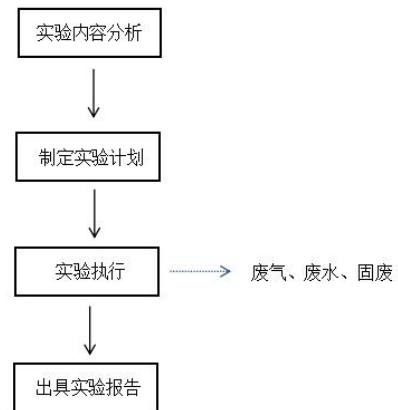 实验内容分析
制定实验计划
实验执行
废气、废水、固废
出具实验报告